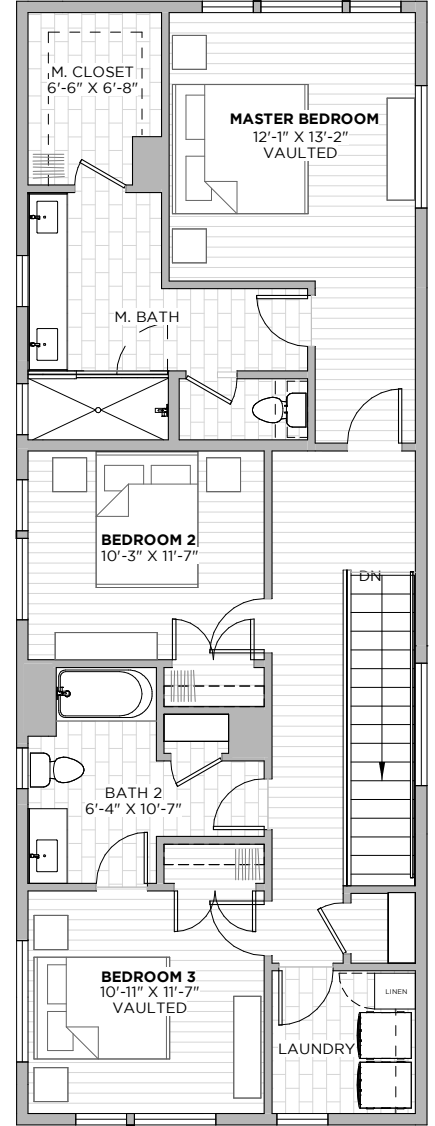 M. CLOSET
6'-6" X 6'-8"
MASTER BEDROOM
12'-1" X 13'-2"
VAULTED
M. BATH
BEDROOM 2
10'-3" X 11'-7"
DN
BATH 2
6'-4" X 10'-7"
BEDROOM 3
10'-11" X 11'-7"
VAULTED
LINEN
LAUNDRY